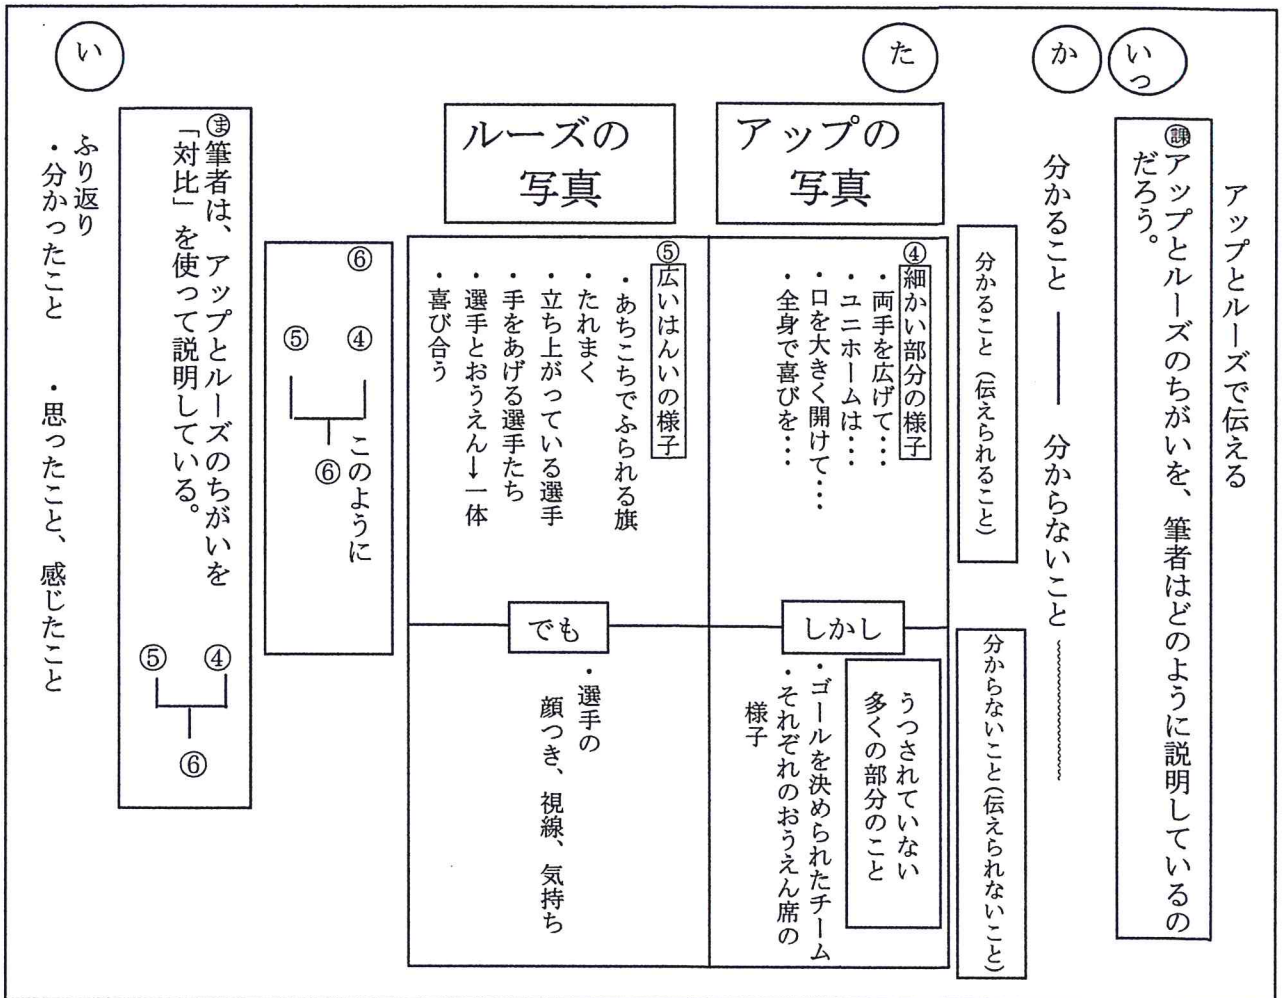 アップとルーズで伝える
いつ
㋕アップとルーズのちがいを、筆者はどのように説明しているの
だろう。
か
分かること ―― 分からないこと
分かること（伝えられること）
分からないこと（伝えられないこと）
た
アップの
写真
④細かい部分の様子
・両手を広げて・・・
・ユニホームは・・・
・口を大きく開けて・・・
・全身で喜びを・・・
しかし
うつされていない
多くの部分のこと
・ゴールを決められたチーム
・それぞれのおうえん席の
様子
ルーズの
写真
⑤広いはんいの様子
・あちこちでふられる旗
・たれまく
・立ち上がっている選手
・手をあげる選手たち
・選手とおうえん→一体
・喜び合う
でも
・選手の
顔つき、視線、気持ち
⑥
④
⑤
このように
⑥
い
㋮筆者は、アップとルーズのちがいを
「対比」を使って説明している。
④
⑤
⑥
ふり返り
・分かったこと ・思ったこと、感じたこと